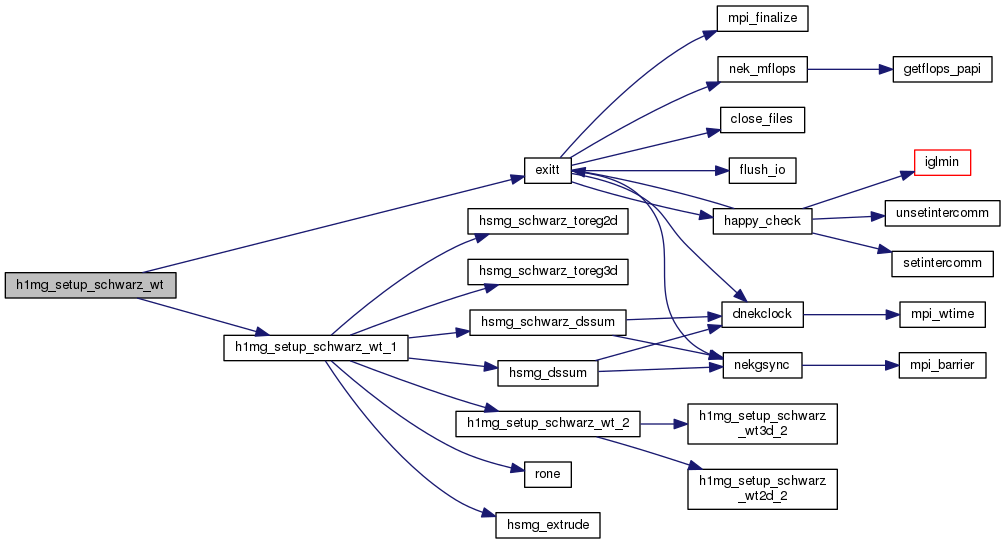 mpi_finalize
nek_mflops
getflops_papi
close_files
exitt
flush_io
iglmin
hsmg_schwarz_toreg2d
happy_check
unsetintercomm
setintercomm
h1mg_setup_schwarz_wt
hsmg_schwarz_toreg3d
hsmg_schwarz_dssum
dnekclock
mpi_wtime
h1mg_setup_schwarz_wt_1
hsmg_dssum
nekgsync
mpi_barrier
h1mg_setup_schwarz_wt_2
h1mg_setup_schwarz
_wt3d_2
rone
h1mg_setup_schwarz
_wt2d_2
hsmg_extrude